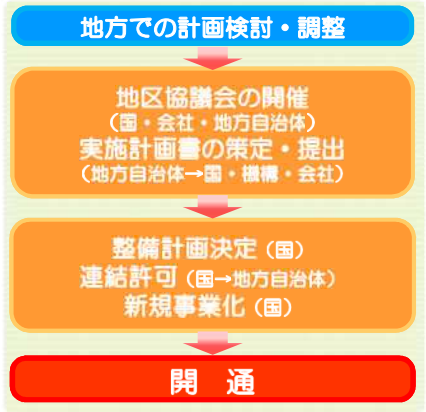 地方での計画検討・調整
地区協議会の開催
（国・会社・地方自治体）
実施計画書の策定・提出
（地方自治体→国・機構・会社）
整備計画決定（国）
連結許可（国→地方自治体）
新規事業化（国）
開　通